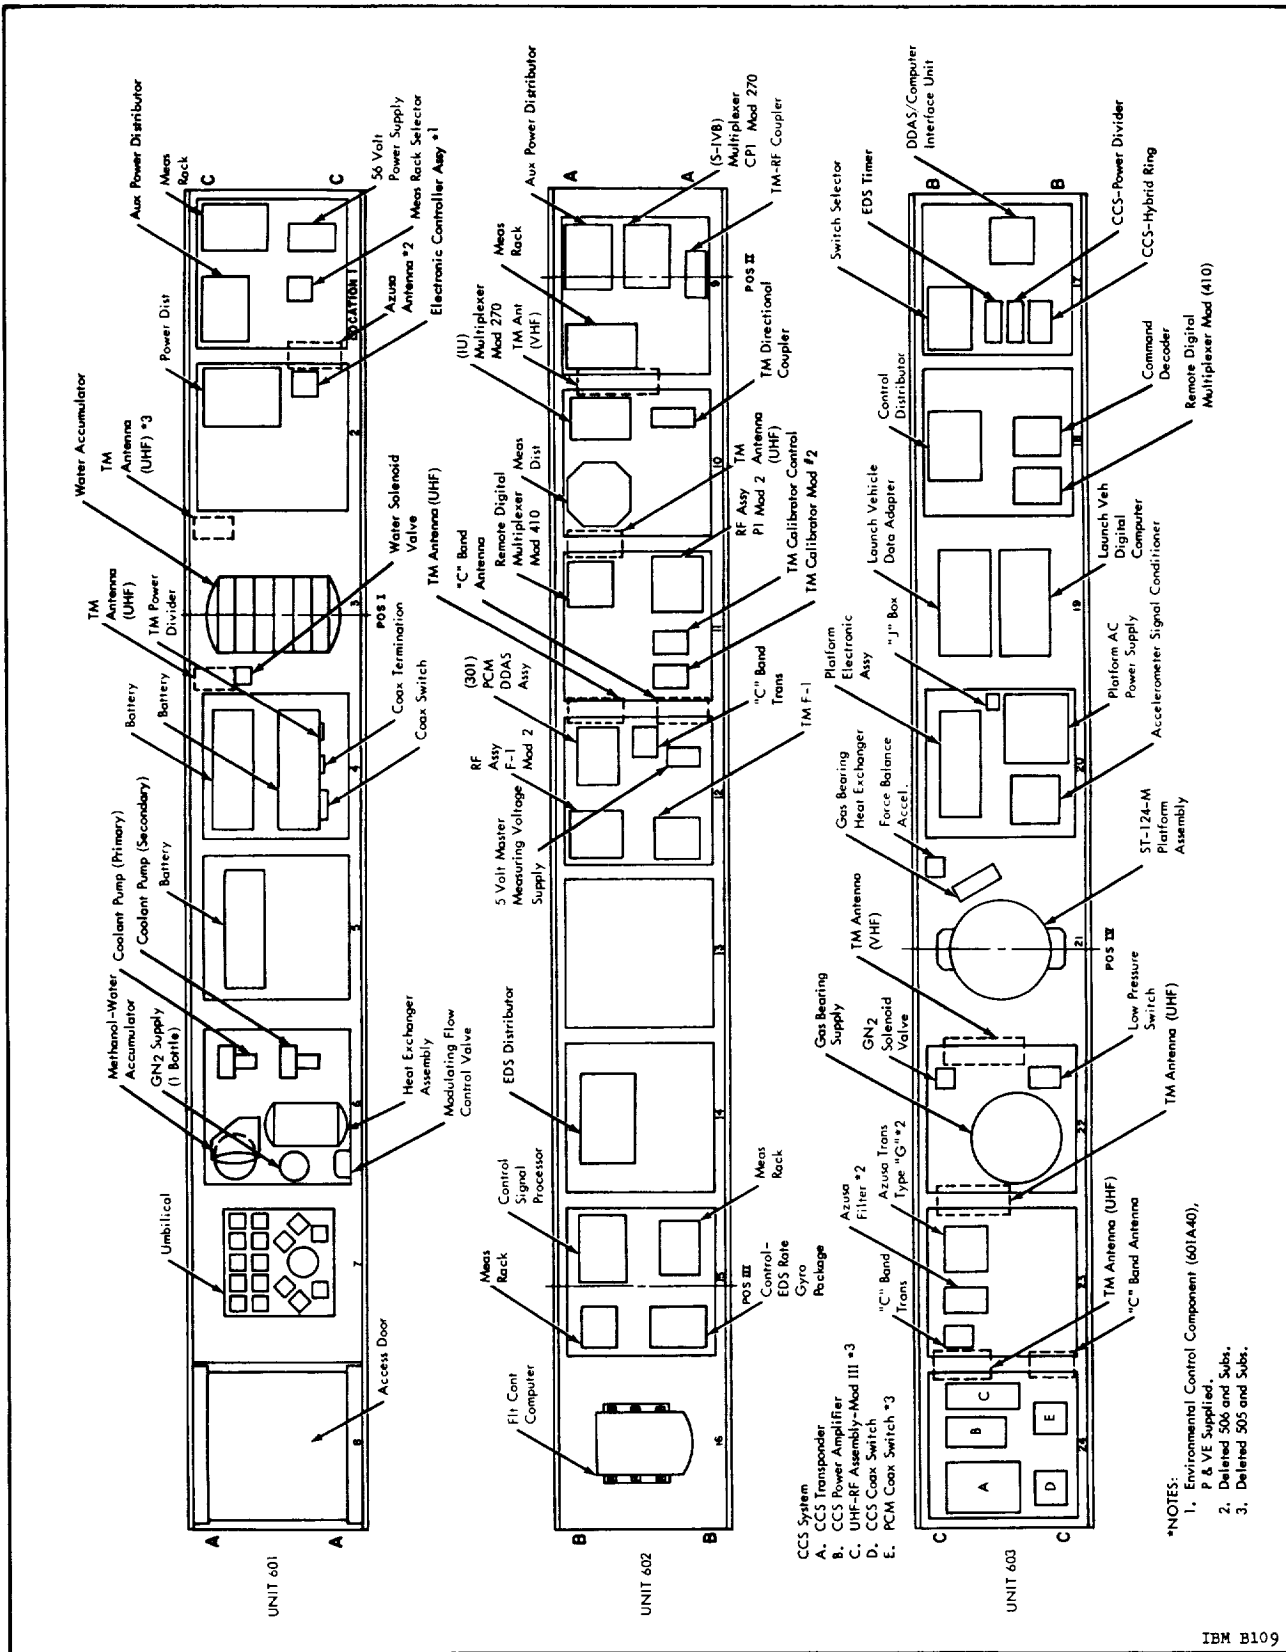 Aux Power Distributor
Meas
Rack
C
C
56 Volt
Power Supply
Meas Rack Selector
Electronic Controller Assy *1
Azusa
Antenna *2
LOCATION 1
Power Dist
2
Water Accumulator
TM
Antenna
(UHF) *3
Water Solenoid
Valve
3
POS I
TM
Antenna
(UHF)
TM Power
Divider
Coax Termination
Coax Switch
Battery
Battery
4
Coolant Pump (Primary)
Coolant Pump (Secondary)
Battery
5
Methanol-Water
Accumulator
GN2 Supply
(1 Bottle)
Heat Exchanger
Assembly
Modulating Flow
Control Valve
6
Umbilical
7
Access Door
8
A
A
UNIT 601
Aux Power Distributor
A
A
(S-IVB)
Multiplexer
CP1 Mod 270
TM-RF Coupler
Meas
Rack
9
POS II
(IU)
Multiplexer
Mod 270
TM Ant
(VHF)
TM Directional
Coupler
Meas
Dist
10
TM
Antenna
(UHF)
RF Assy
P1 Mod 2
TM Calibrator Control
TM Calibrator Mod #2
Remote Digital
Multiplexer
Mod 410
11
"C" Band
Antenna
TM Antenna (UHF)
(301)
PCM
DDAS
Assy
"C" Band
Trans
TM F-1
RF
Assy
F-1
Mod 2
12
5 Volt Master
Measuring Voltage
Supply
13
EDS Distributor
14
Control
Signal
Processor
Meas
Rack
Meas
Rack
15
POS III
Control-
EDS Rate
Gyro
Package
Flt Cont
Computer
16
B
B
UNIT 602
Switch Selector
EDS Timer
B
B
DDAS/Computer
Interface Unit
CCS-Power Divider
CCS-Hybrid Ring
17
Control
Distributor
Command
Decoder
Remote Digital
Multiplexer Mod (410)
18
Launch Vehicle
Data Adapter
Launch Veh
Digital
Computer
19
Platform
Electronic
Assy
"J" Box
Platform AC
Power Supply
Accelerometer Signal Conditioner
20
Gas Bearing
Heat Exchanger
Force Balance
Accel.
ST-124-M
Platform
Assembly
21
POS IV
TM Antenna
(VHF)
Gas Bearing
Supply
GN2
Solenoid
Valve
Low Pressure
Switch
TM Antenna (UHF)
22
Azusa Trans
Type "G" *2
Azusa
Filter *2
"C" Band
Trans
TM Antenna (UHF)
"C" Band Antenna
23
A
B
C
D
E
24
C
C
UNIT 603
CCS System
A. CCS Transponder
B. CCS Power Amplifier
C. UHF-RF Assembly-Mod III *3
D. CCS Coax Switch
E. PCM Coax Switch *3
*NOTES:
1. Environmental Control Component (601A40),
P & VE Supplied.
2. Deleted 506 and Subs.
3. Deleted 505 and Subs.
IBM B109